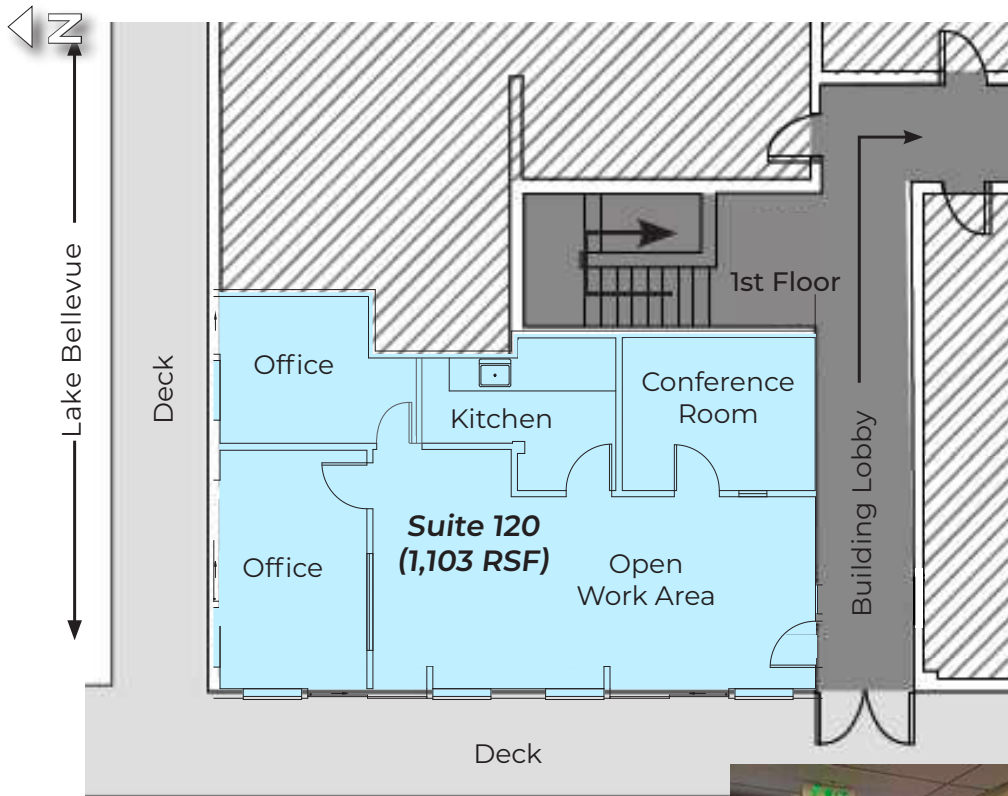 N
Lake Bellevue
Deck
1st Floor
Office
Kitchen
Conference
Room
Building Lobby
Suite 120
(1,103 RSF)
Office
Open
Work Area
Deck